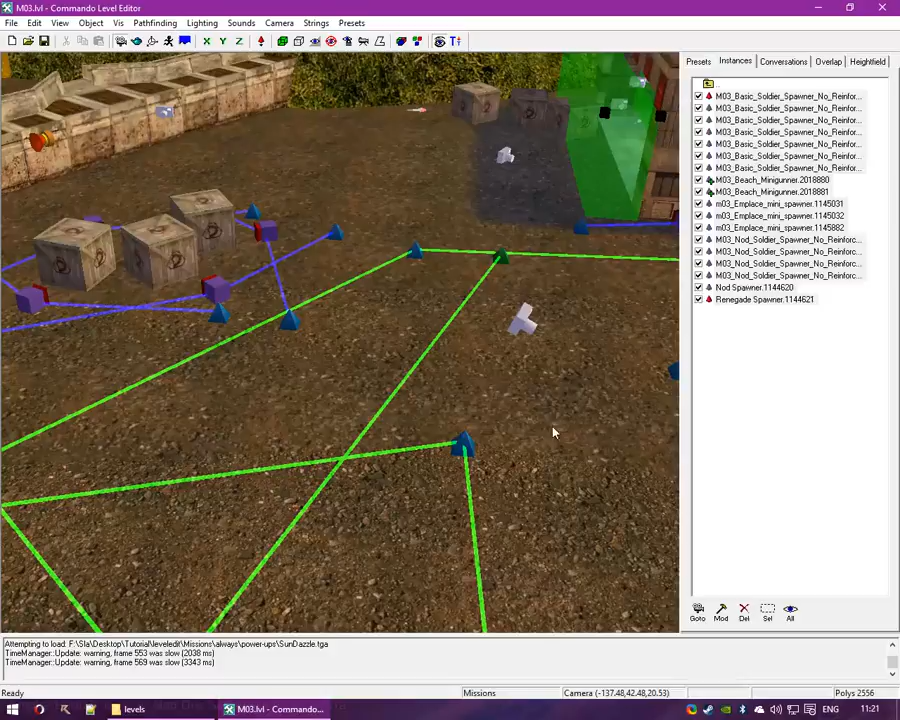 M03.lvl - Commando Level Editor
File Edit View Object Vis Pathfinding Lighting Sounds Camera Strings Presets
X Y Z
Presets Instances Conversations Overlap Heightfield
..
M03_Basic_Soldier_Spawner_No_Reinfor...
M03_Basic_Soldier_Spawner_No_Reinfor...
M03_Basic_Soldier_Spawner_No_Reinfor...
M03_Basic_Soldier_Spawner_No_Reinfor...
M03_Basic_Soldier_Spawner_No_Reinfor...
M03_Basic_Soldier_Spawner_No_Reinfor...
M03_Basic_Soldier_Spawner_No_Reinfor...
M03_Beach_Minigunner.2018880
M03_Beach_Minigunner.2018881
m03_Emplace_mini_spawner.1145031
m03_Emplace_mini_spawner.1145032
m03_Emplace_mini_spawner.1145882
M03_Nod_Soldier_Spawner_No_Reinforc...
M03_Nod_Soldier_Spawner_No_Reinforc...
M03_Nod_Soldier_Spawner_No_Reinforc...
M03_Nod_Soldier_Spawner_No_Reinforc...
Nod Spawner.1144620
Renegade Spawner.1144621
Goto Mod Del Sel All
Attempting to load: F:\Sla\Desktop\Tutorial\leveledit\Missions\always\power-ups\SunDazzle.tga
TimeManager::Update: warning, frame 553 was slow (2038 ms)
TimeManager::Update: warning, frame 569 was slow (3343 ms)
Ready Missions Camera (-137.48,42.48,20.53) Polys 2556
levels M03.lvl - Commando... ENG 11:21